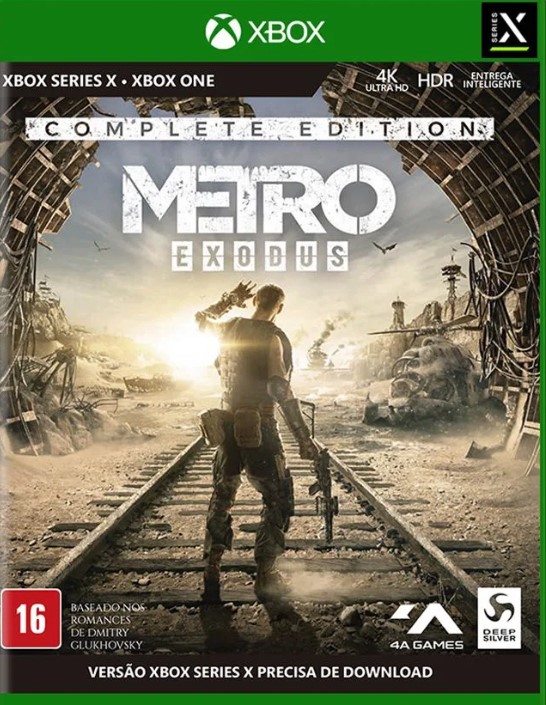 XBOX
SERIES X
XBOX SERIES X • XBOX ONE
4K
ULTRA HD
HDR
ENTREGA
INTELIGENTE
COMPLETE EDITION
METRO
EXODUS
16
BASEADO NOS
ROMANCES
DE DMITRY
GLUKHOVSKY
4A GAMES
DEEP
SILVER
VERSÃO XBOX SERIES X PRECISA DE DOWNLOAD